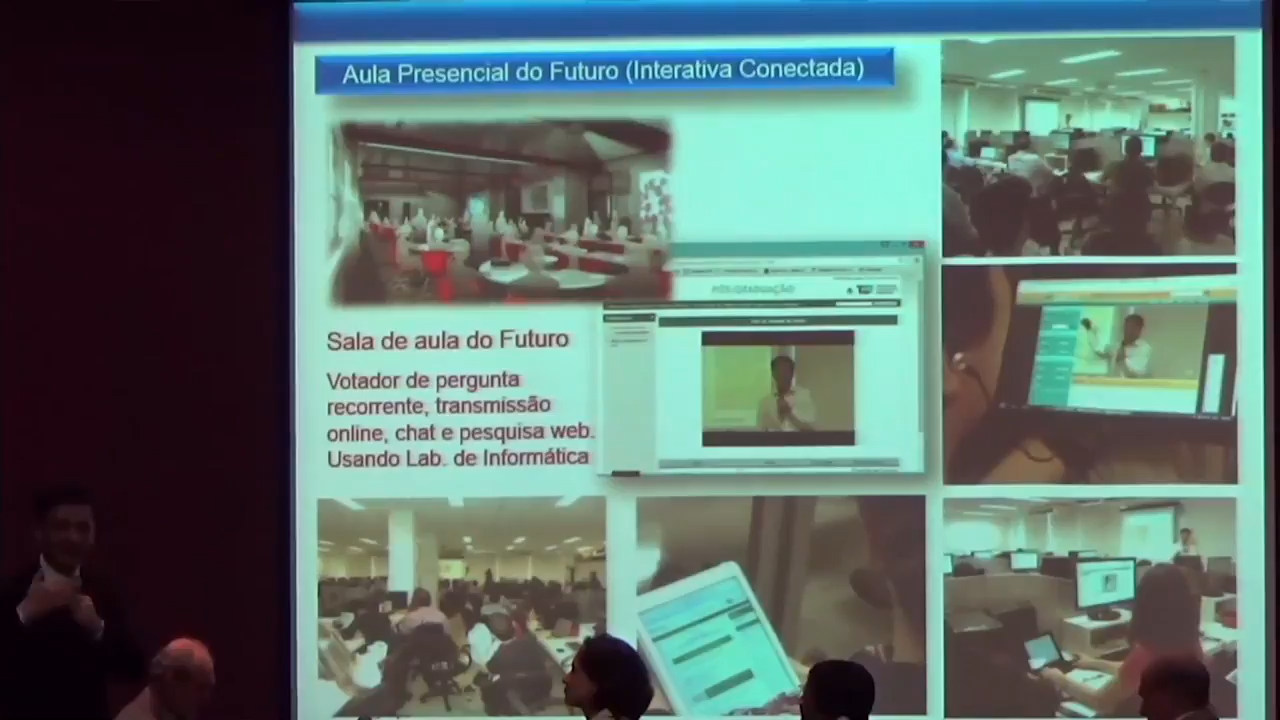 Aula Presencial do Futuro (Interativa Conectada)
PÓS-GRADUAÇÃO
Sala de aula do Futuro
Votador de pergunta
recorrente, transmissão
online, chat e pesquisa web.
Usando Lab. de Informática